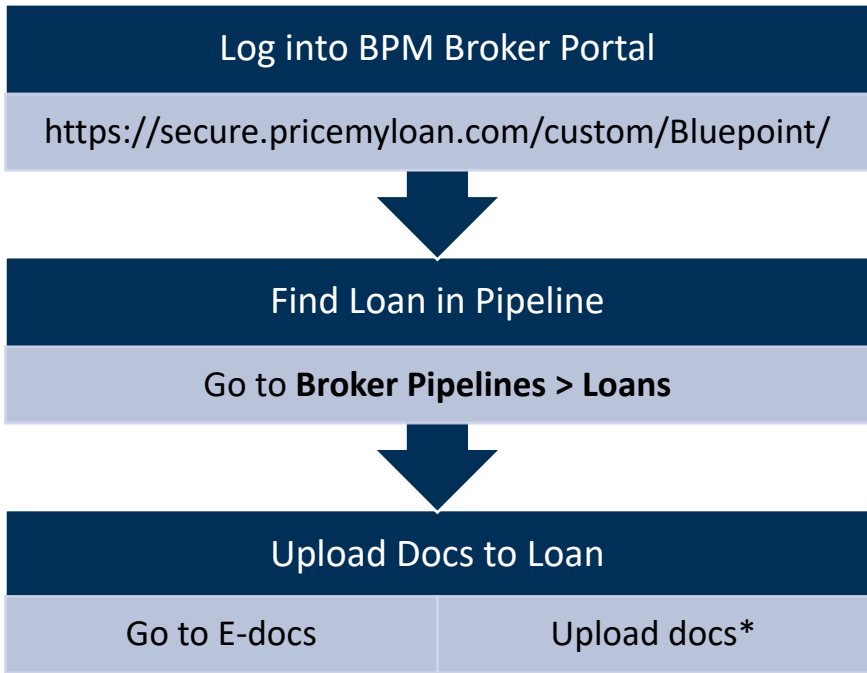 Log into BPM Broker Portal
https://secure.pricemyloan.com/custom/Bluepoint/
Find Loan in Pipeline
Go to Broker Pipelines > Loans
Upload Docs to Loan
Go to E-docs
Upload docs*